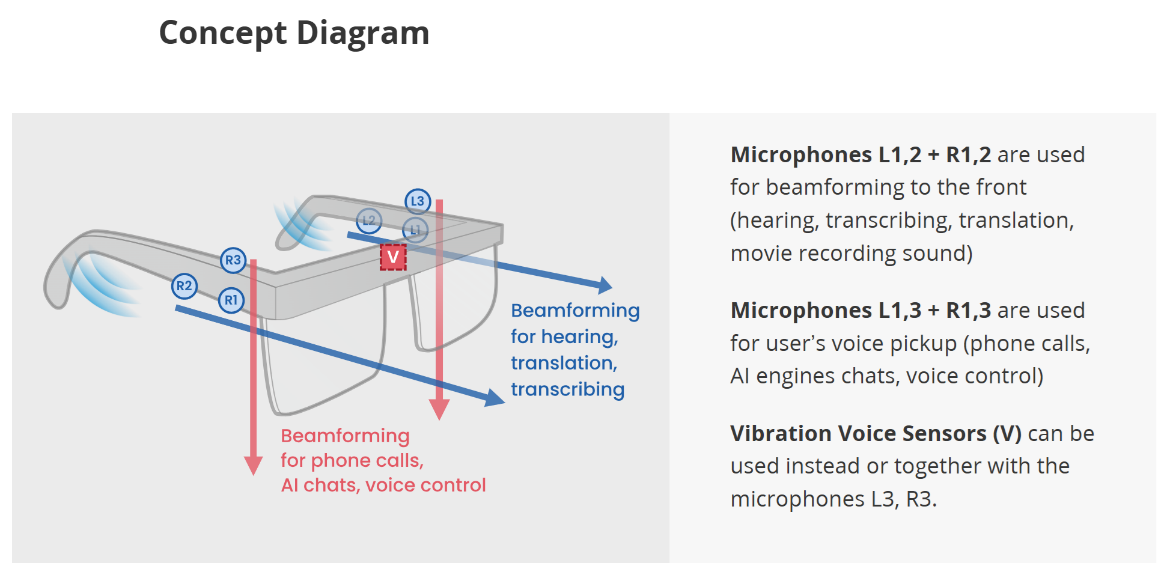 Concept Diagram
L3
L2
L1
V
R3
R2
R1
Beamforming
for hearing,
translation,
transcribing
Beamforming
for phone calls,
AI chats, voice control
Microphones L1,2 + R1,2 are used
for beamforming to the front
(hearing, transcribing, translation,
movie recording sound)
Microphones L1,3 + R1,3 are used
for user’s voice pickup (phone calls,
AI engines chats, voice control)
Vibration Voice Sensors (V) can be
used instead or together with the
microphones L3, R3.